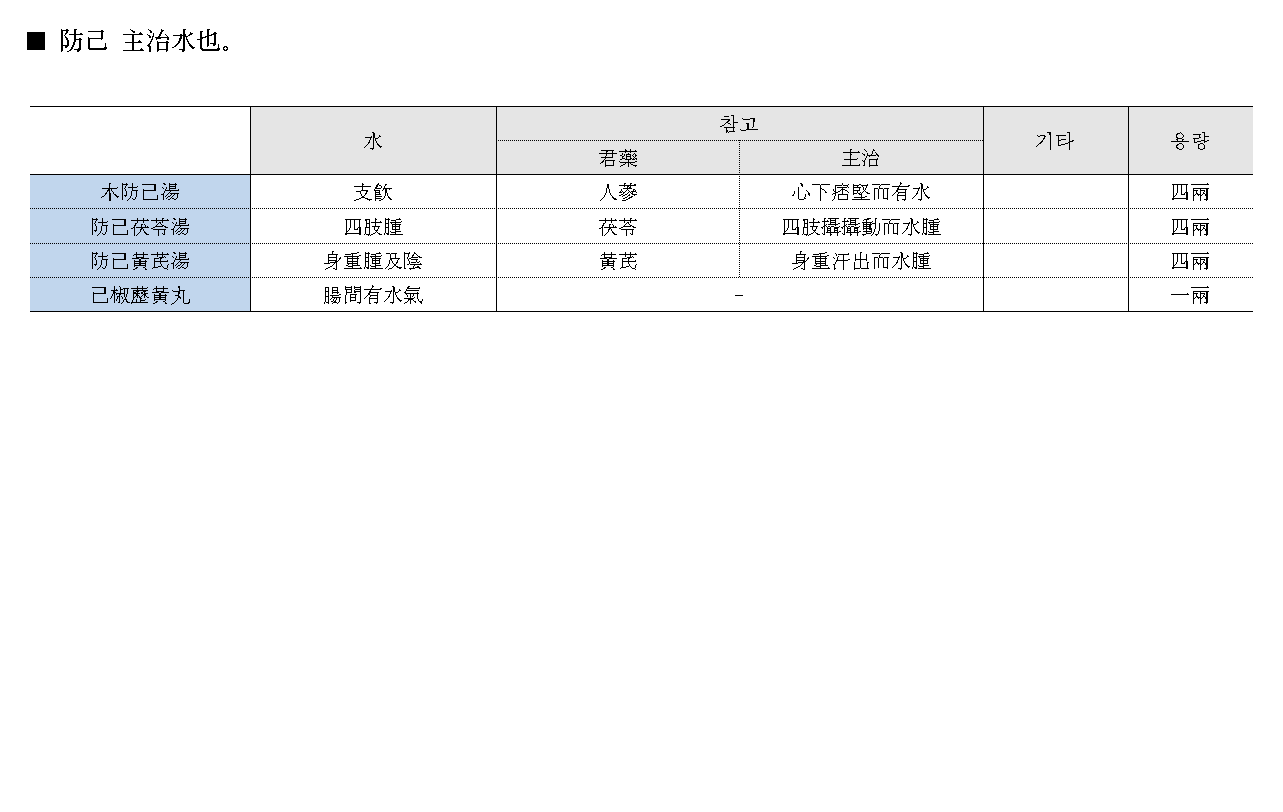 ■ 防己 主治水也。
水 참고 기타 용량
君藥 主治
木防己湯 支飮 人蔘 心下痞堅而有水 四兩
防己茯苓湯 四肢腫 茯苓 四肢攝攝動而水腫 四兩
防己黃芪湯 身重腫及陰 黃芪 身重汗出而水腫 四兩
己椒藶黃丸 腸間有水氣 - 一兩